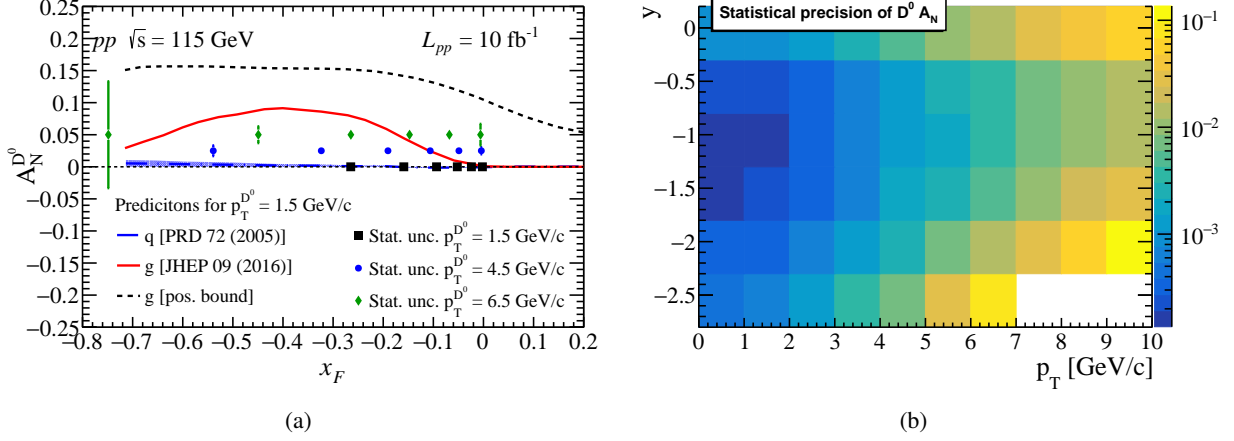 pp √s = 115 GeV
L_pp = 10 fb⁻¹
A_N^{D⁰}
0.25
0.2
0.15
0.1
0.05
0
−0.05
−0.1
−0.15
−0.2
−0.25
Predicitons for p_T^{D⁰} = 1.5 GeV/c
q [PRD 72 (2005)]
g [JHEP 09 (2016)]
g [pos. bound]
Stat. unc. p_T^{D⁰} = 1.5 GeV/c
Stat. unc. p_T^{D⁰} = 4.5 GeV/c
Stat. unc. p_T^{D⁰} = 6.5 GeV/c
−0.8 −0.7 −0.6 −0.5 −0.4 −0.3 −0.2 −0.1 0 0.1 0.2
x_F
(a)
Statistical precision of D⁰ A_N
y
0
−0.5
−1
−1.5
−2
−2.5
0 1 2 3 4 5 6 7 8 9 10
p_T [GeV/c]
10⁻¹
10⁻²
10⁻³
(b)